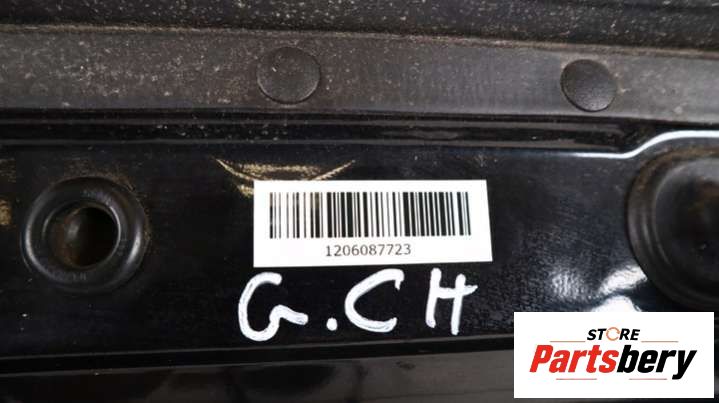 1206087723
G.CH
STORE
Partsbery